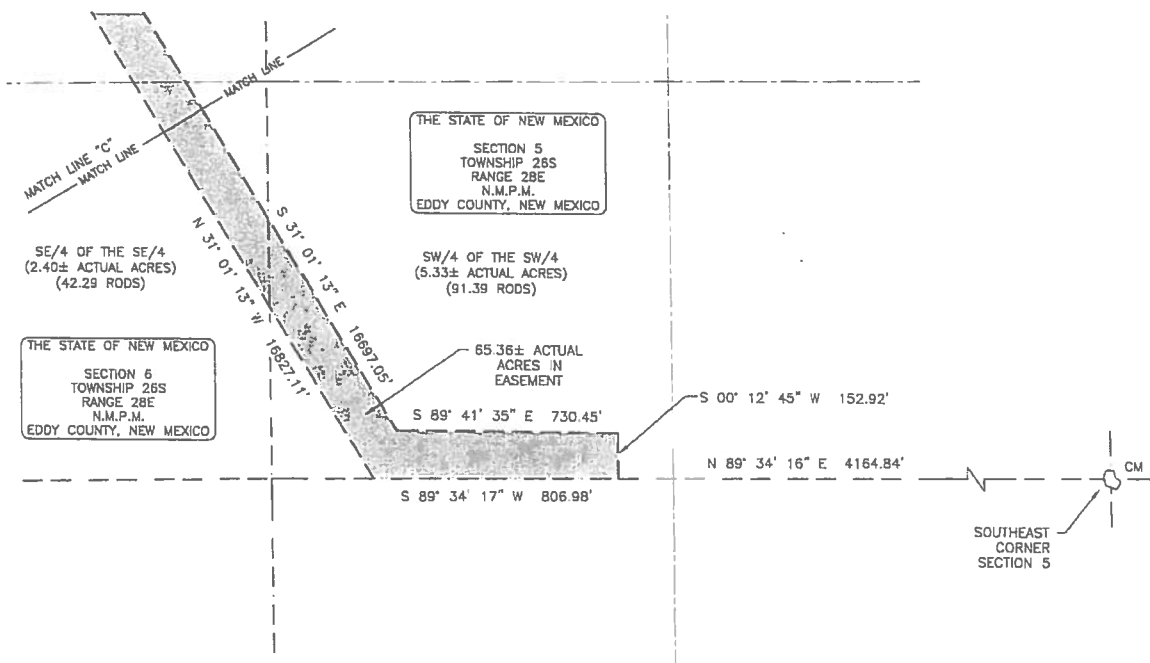 MATCH LINE
MATCH LINE "C"
MATCH LINE
THE STATE OF NEW MEXICO
SECTION 5
TOWNSHIP 26S
RANGE 28E
N.M.P.M.
EDDY COUNTY, NEW MEXICO
SE/4 OF THE SE/4
(2.40± ACTUAL ACRES)
(42.29 RODS)
N 31° 01' 13" W 16827.11'
S 31° 01' 13" E 16697.05'
SW/4 OF THE SW/4
(5.33± ACTUAL ACRES)
(91.39 RODS)
THE STATE OF NEW MEXICO
SECTION 6
TOWNSHIP 26S
RANGE 28E
N.M.P.M.
EDDY COUNTY, NEW MEXICO
65.36± ACTUAL
ACRES IN
EASEMENT
S 89° 41' 35" E 730.45'
S 00° 12' 45" W 152.92'
N 89° 34' 16" E 4164.84'
CM
S 89° 34' 17" W 806.98'
SOUTHEAST
CORNER
SECTION 5